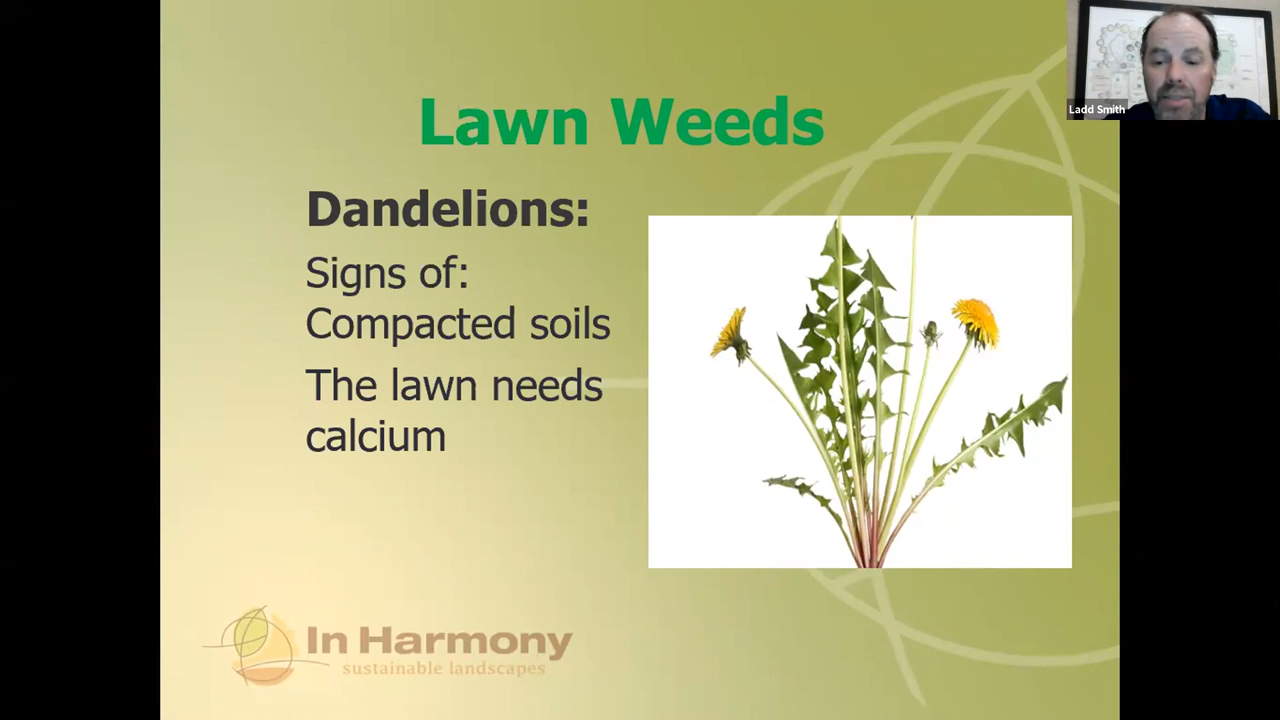 Ladd Smith
Lawn Weeds
Dandelions:
Signs of:
Compacted soils
The lawn needs
calcium
In Harmony
sustainable landscapes